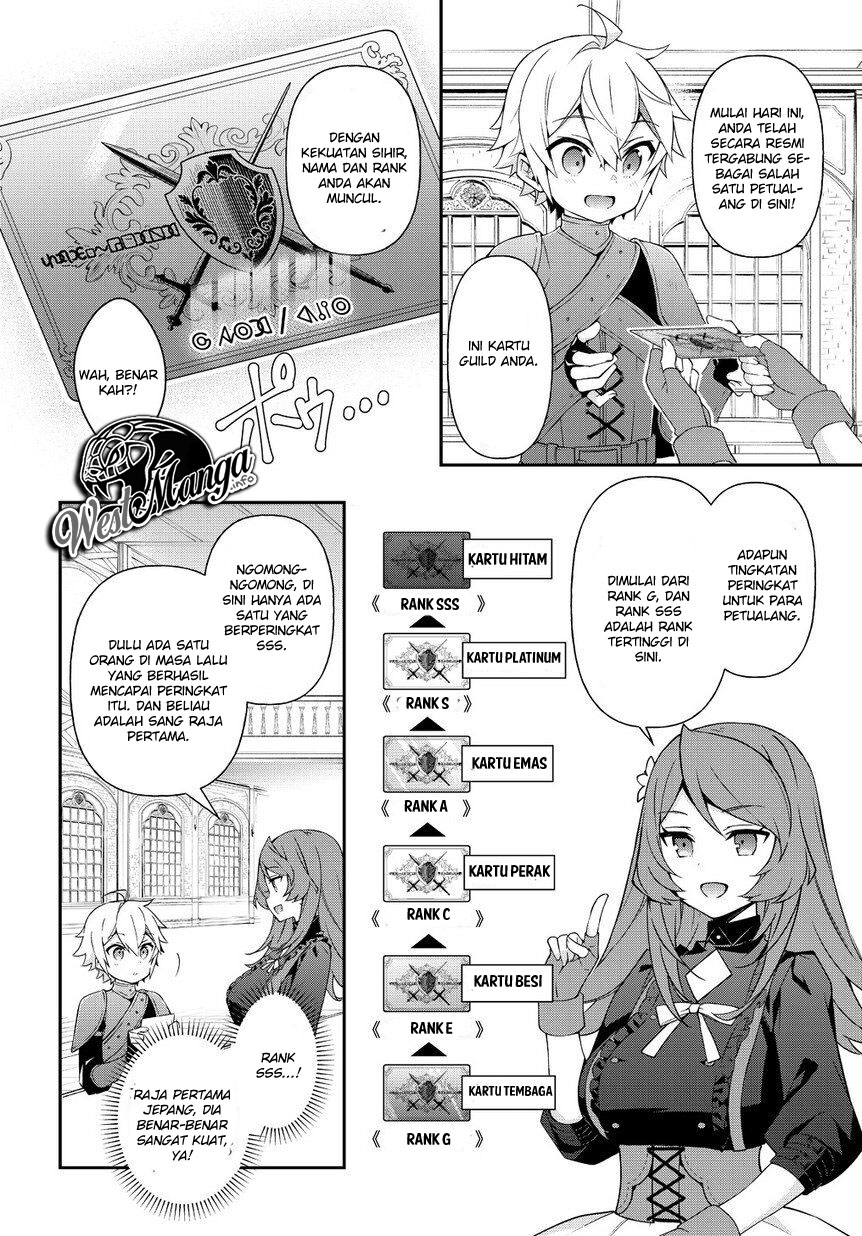 MULAI HARI INI,
ANDA TELAH
SECARA RESMI
TERGABUNG SE-
BAGAI SALAH
SATU PETUAL-
ANG DI SINI!
INI KARTU
GUILD ANDA.
DENGAN
KEKUATAN SIHIR,
NAMA DAN RANK
ANDA AKAN
MUNCUL.
WAH, BENAR
KAH?!
ポゥ...
WestManga
.info
ADAPUN
TINGKATAN
PERINGKAT
UNTUK PARA
PETUALANG.
DIMULAI DARI
RANK G, DAN
RANK SSS
ADALAH RANK
TERTINGGI DI
SINI.
KARTU HITAM
《 RANK SSS 》
KARTU PLATINUM
《 RANK S 》
KARTU EMAS
《 RANK A 》
KARTU PERAK
《 RANK C 》
KARTU BESI
《 RANK E 》
KARTU TEMBAGA
《 RANK G 》
NGOMONG-
NGOMONG, DI
SINI HANYA ADA
SATU YANG
BERPERINGKAT
SSS.
DULU ADA SATU
ORANG DI MASA LALU
YANG BERHASIL
MENCAPAI PERINGKAT
ITU. DAN BELIAU
ADALAH SANG RAJA
PERTAMA.
RANK
SSS...!
RAJA PERTAMA
JEPANG, DIA
BENAR-BENAR
SANGAT KUAT,
YA!